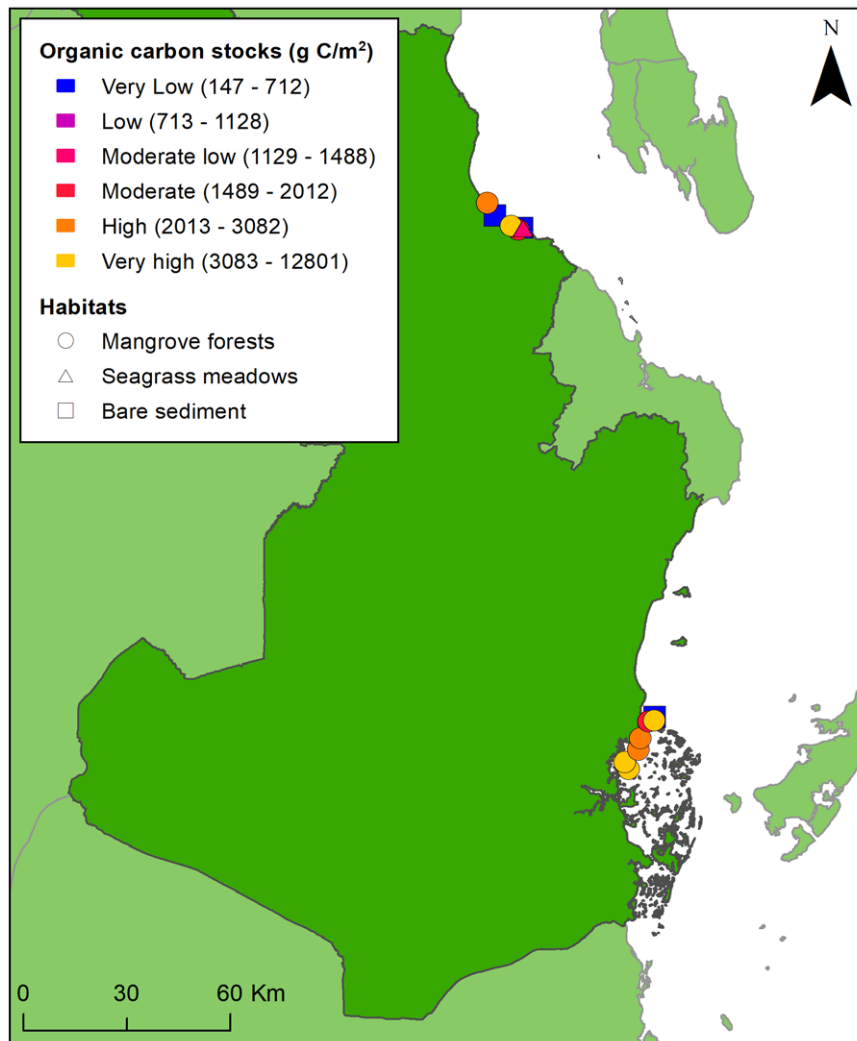 N
Organic carbon stocks (g C/m²)
Very Low (147 - 712)
Low (713 - 1128)
Moderate low (1129 - 1488)
Moderate (1489 - 2012)
High (2013 - 3082)
Very high (3083 - 12801)
Habitats
Mangrove forests
Seagrass meadows
Bare sediment
0 30 60 Km